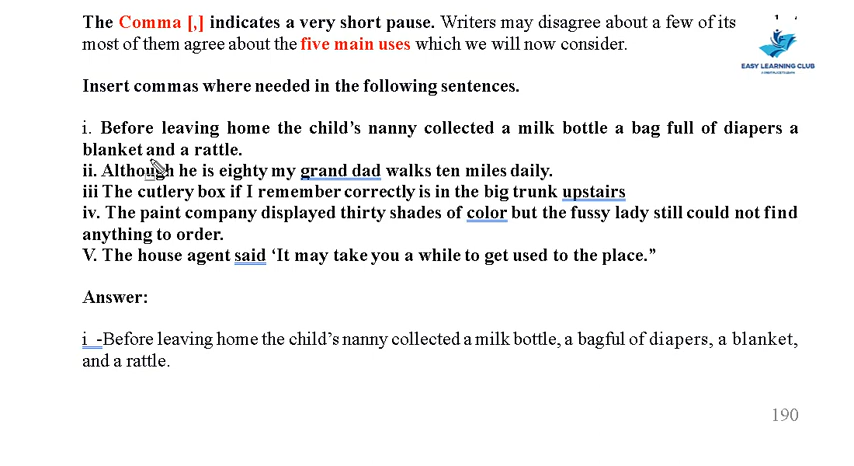 The Comma [,] indicates a very short pause. Writers may disagree about a few of its
most of them agree about the five main uses which we will now consider.
EASY LEARNING CLUB
Insert commas where needed in the following sentences.
i. Before leaving home the child’s nanny collected a milk bottle a bag full of diapers a
blanket and a rattle.
ii. Although he is eighty my grand dad walks ten miles daily.
iii The cutlery box if I remember correctly is in the big trunk upstairs
iv. The paint company displayed thirty shades of color but the fussy lady still could not find
anything to order.
V. The house agent said ‘It may take you a while to get used to the place.”
Answer:
i -Before leaving home the child’s nanny collected a milk bottle, a bagful of diapers, a blanket,
and a rattle.
190